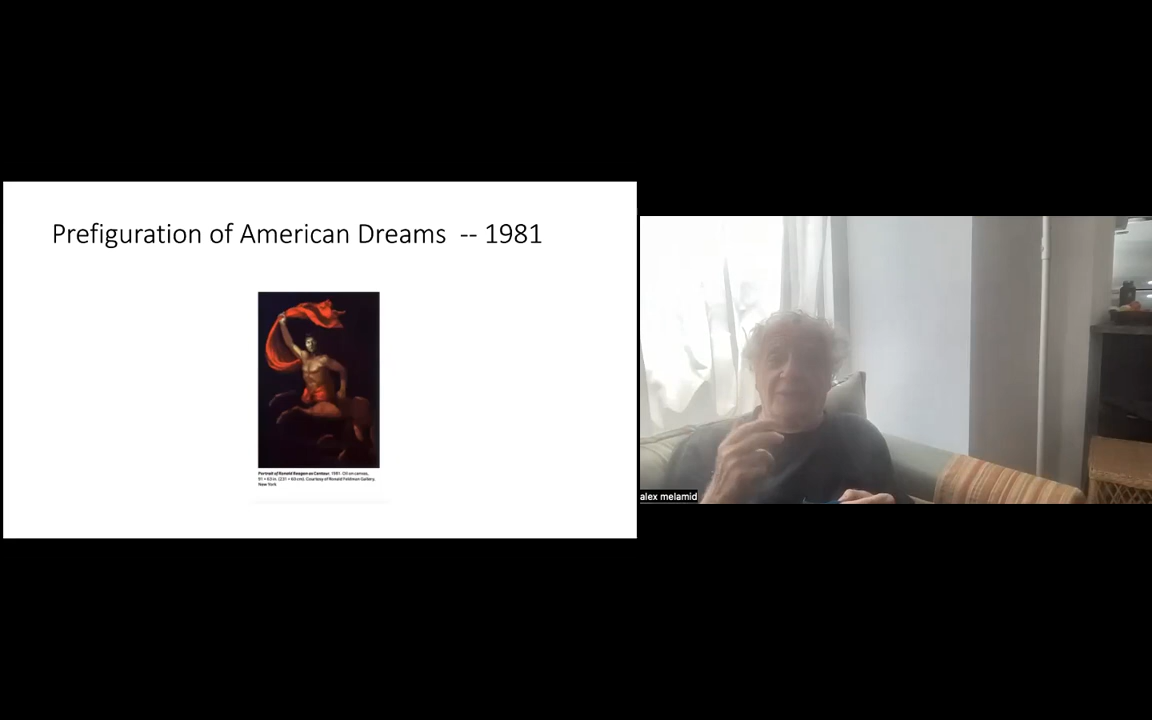 Prefiguration of American Dreams -- 1981
Portrait of Ronald Reagan as Centaur. 1981. Oil on canvas,
91 × 63 in. (231 × 60 cm). Courtesy of Ronald Feldman Gallery,
New York.
alex melamid